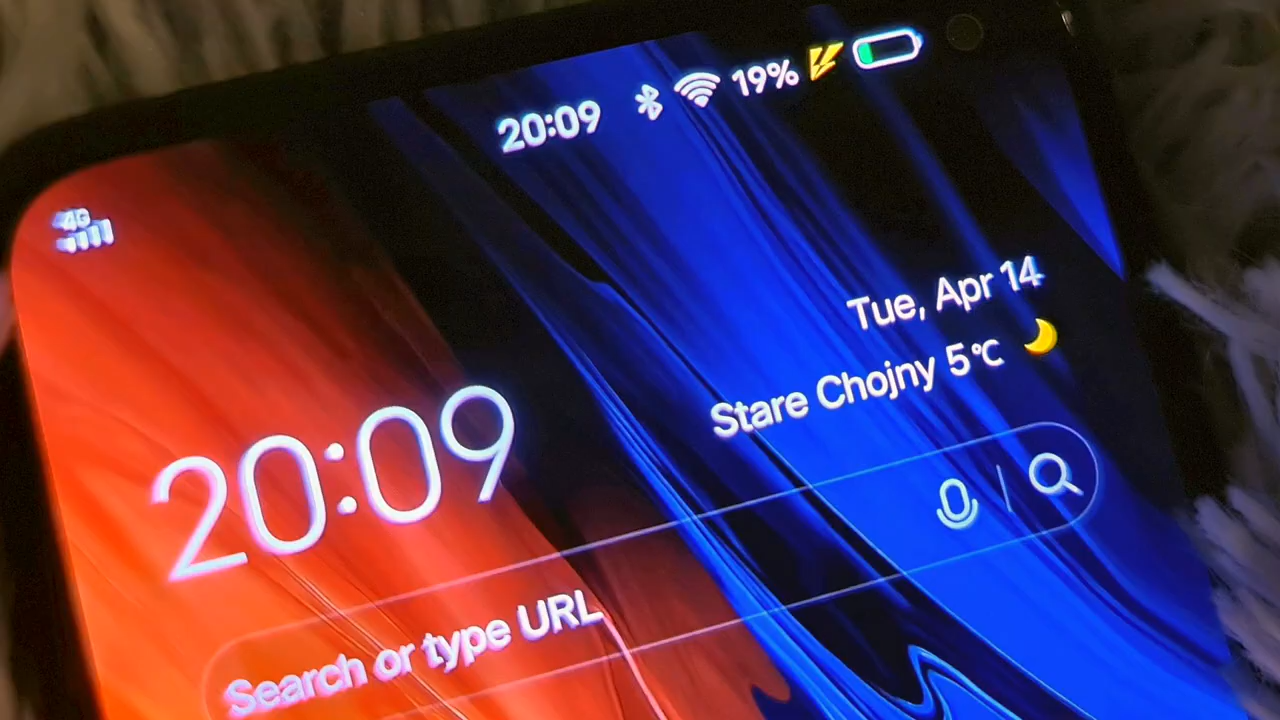 20:09 19%
4G
Tue, Apr 14
Stare Chojny 5°C
20:09
Search or type URL